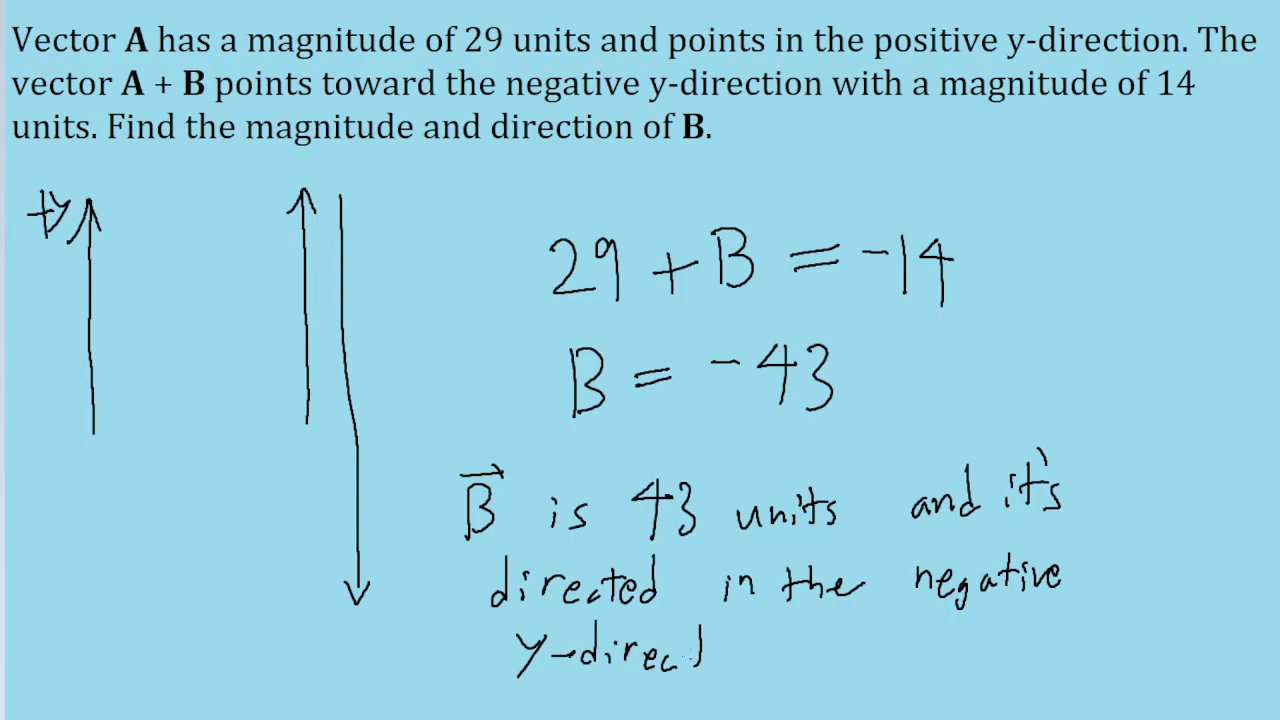 Vector A has a magnitude of 29 units and points in the positive y-direction. The
vector A + B points toward the negative y-direction with a magnitude of 14
units. Find the magnitude and direction of B.
+y
29 + B = -14
B = -43
B is 43 units and it's
directed in the negative
y-direct